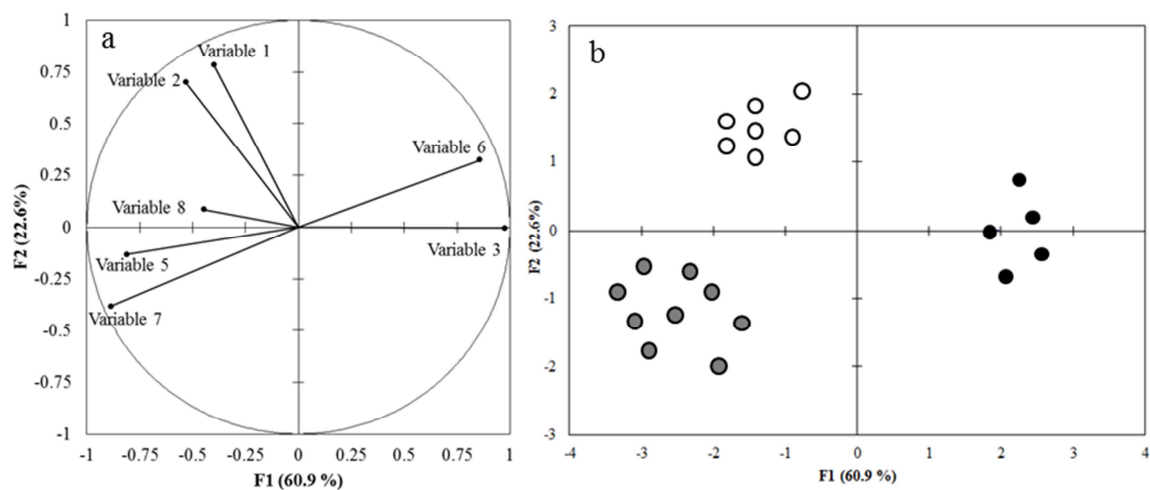 a
1
0.75
0.5
0.25
0
-0.25
-0.5
-0.75
-1
F2 (22.6%)
Variable 1
Variable 2
Variable 6
Variable 8
Variable 3
Variable 5
Variable 7
-1 -0.75 -0.5 -0.25 0 0.25 0.5 0.75 1
F1 (60.9 %)
b
3
2
1
0
-1
-2
-3
F2 (22.6%)
-4 -3 -2 -1 0 1 2 3 4
F1 (60.9%)